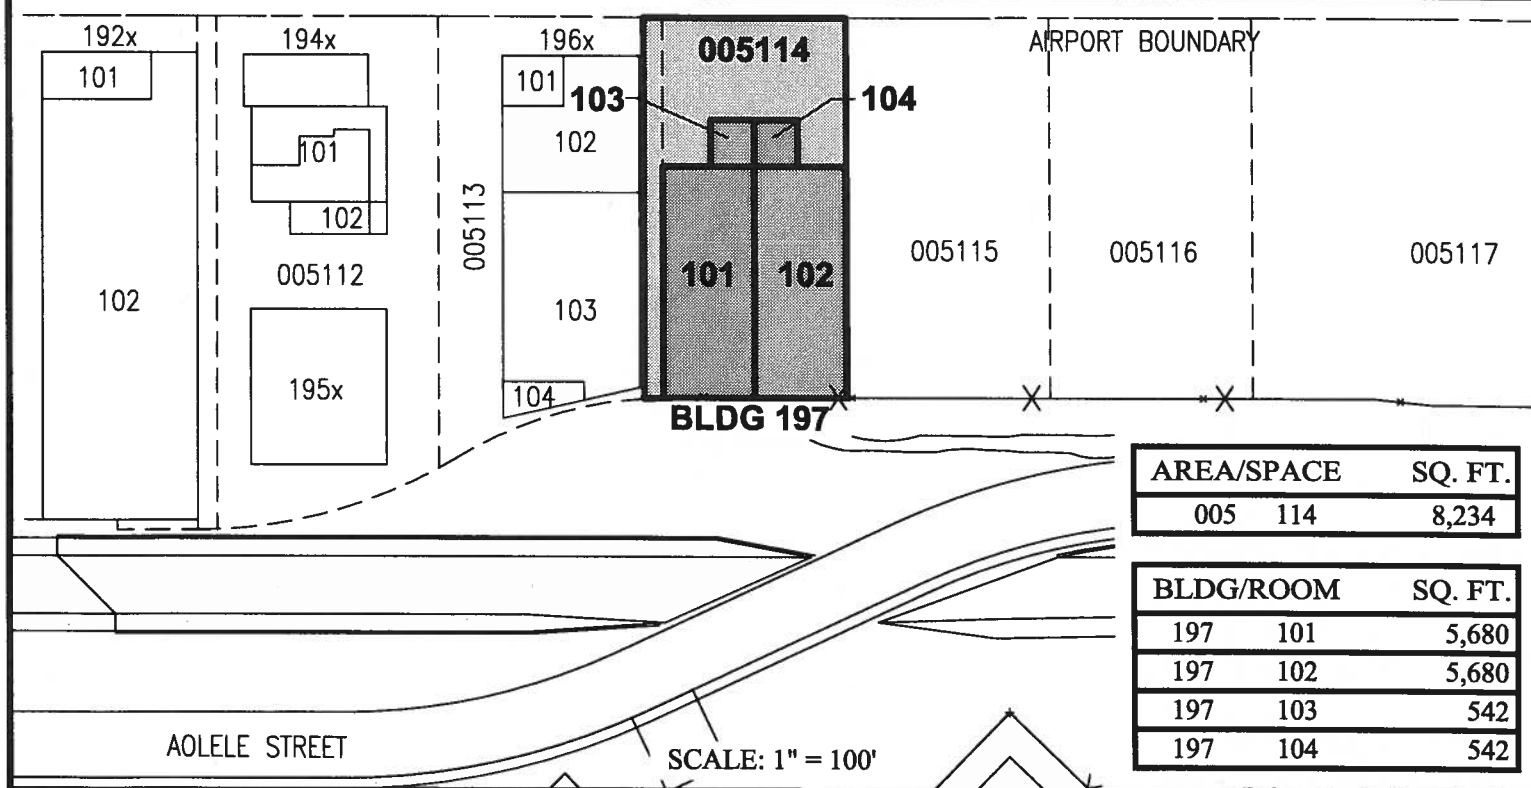 192x
194x
196x
005114
AIRPORT BOUNDARY
101
101
103
104
102
101
102
005113
101
102
005115
005116
005117
005112
102
103
195x
104
BLDG 197
AREA/SPACE SQ. FT.
005 114 8,234
BLDG/ROOM SQ. FT.
197 101 5,680
197 102 5,680
197 103 542
197 104 542
AOLELE STREET
SCALE: 1" = 100'